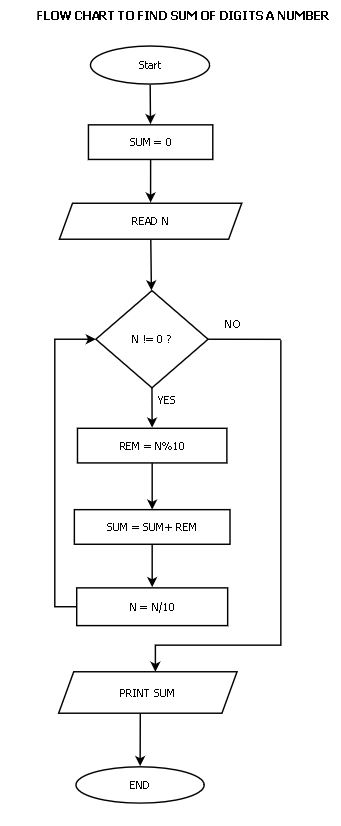 FLOW CHART TO FIND SUM OF DIGITS A NUMBER
Start
SUM = 0
READ N
N != 0 ?
NO
YES
REM = N%10
SUM = SUM+ REM
N = N/10
PRINT SUM
END